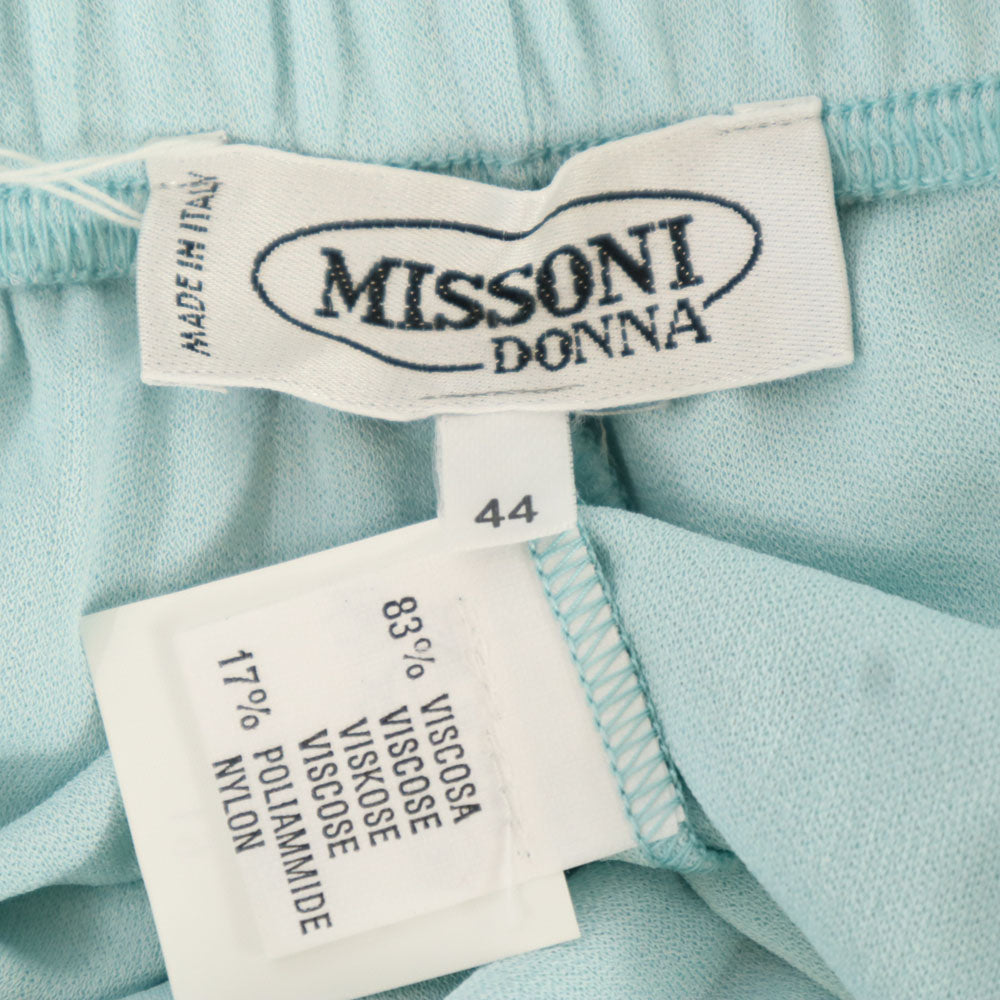 MADE IN ITALY
MISSONI
DONNA
44
83% VISCOSA
VISCOSE
VISKOSE
VISCOSE
17% POLIAMMIDE
NYLON